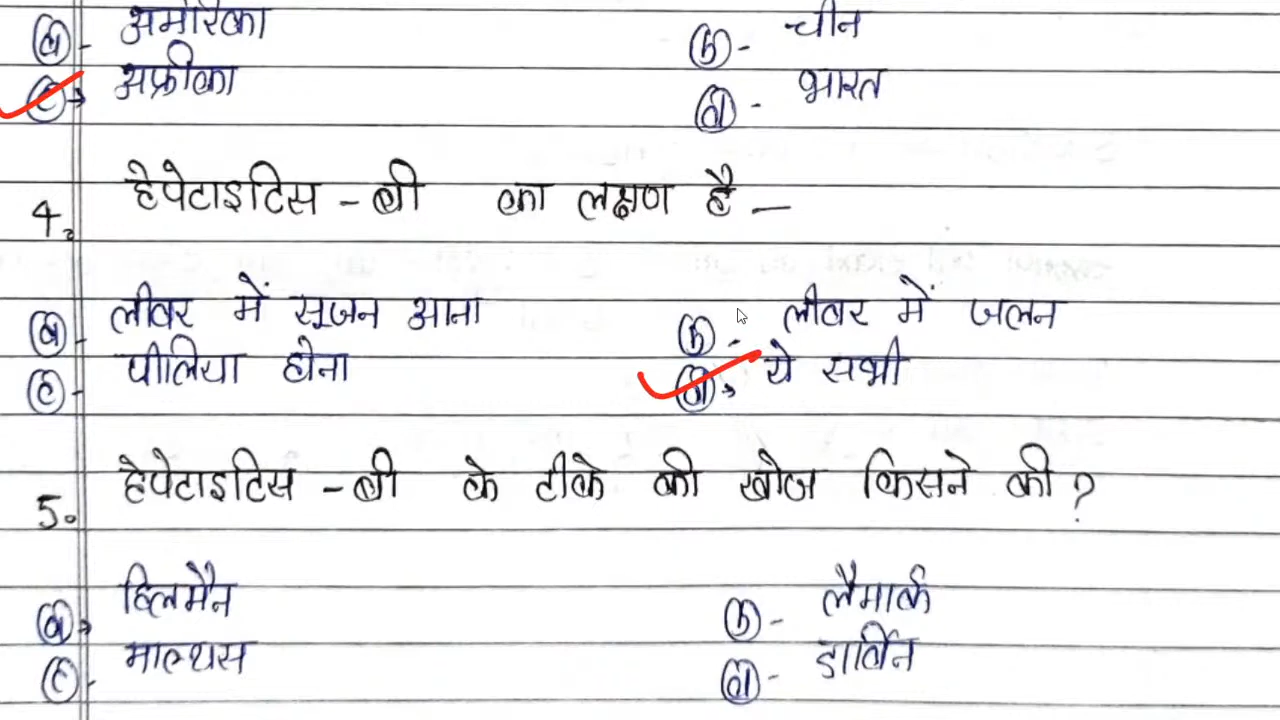 (a)- अमेरिका (b)- चीन
(c)→ अफ्रीका (d)- भारत
4. हेपेटाइटिस - बी का लक्षण है —
(a)- लीवर में सूजन आना (b)- लीवर में जलन
(c)- पीलिया होना (d)→ ये सभी
5. हेपेटाइटिस - बी के टीके की खोज किसने की ?
(a)→ हिलमैन (b)- लैमार्क
(c)- माल्थस (d)- डार्विन